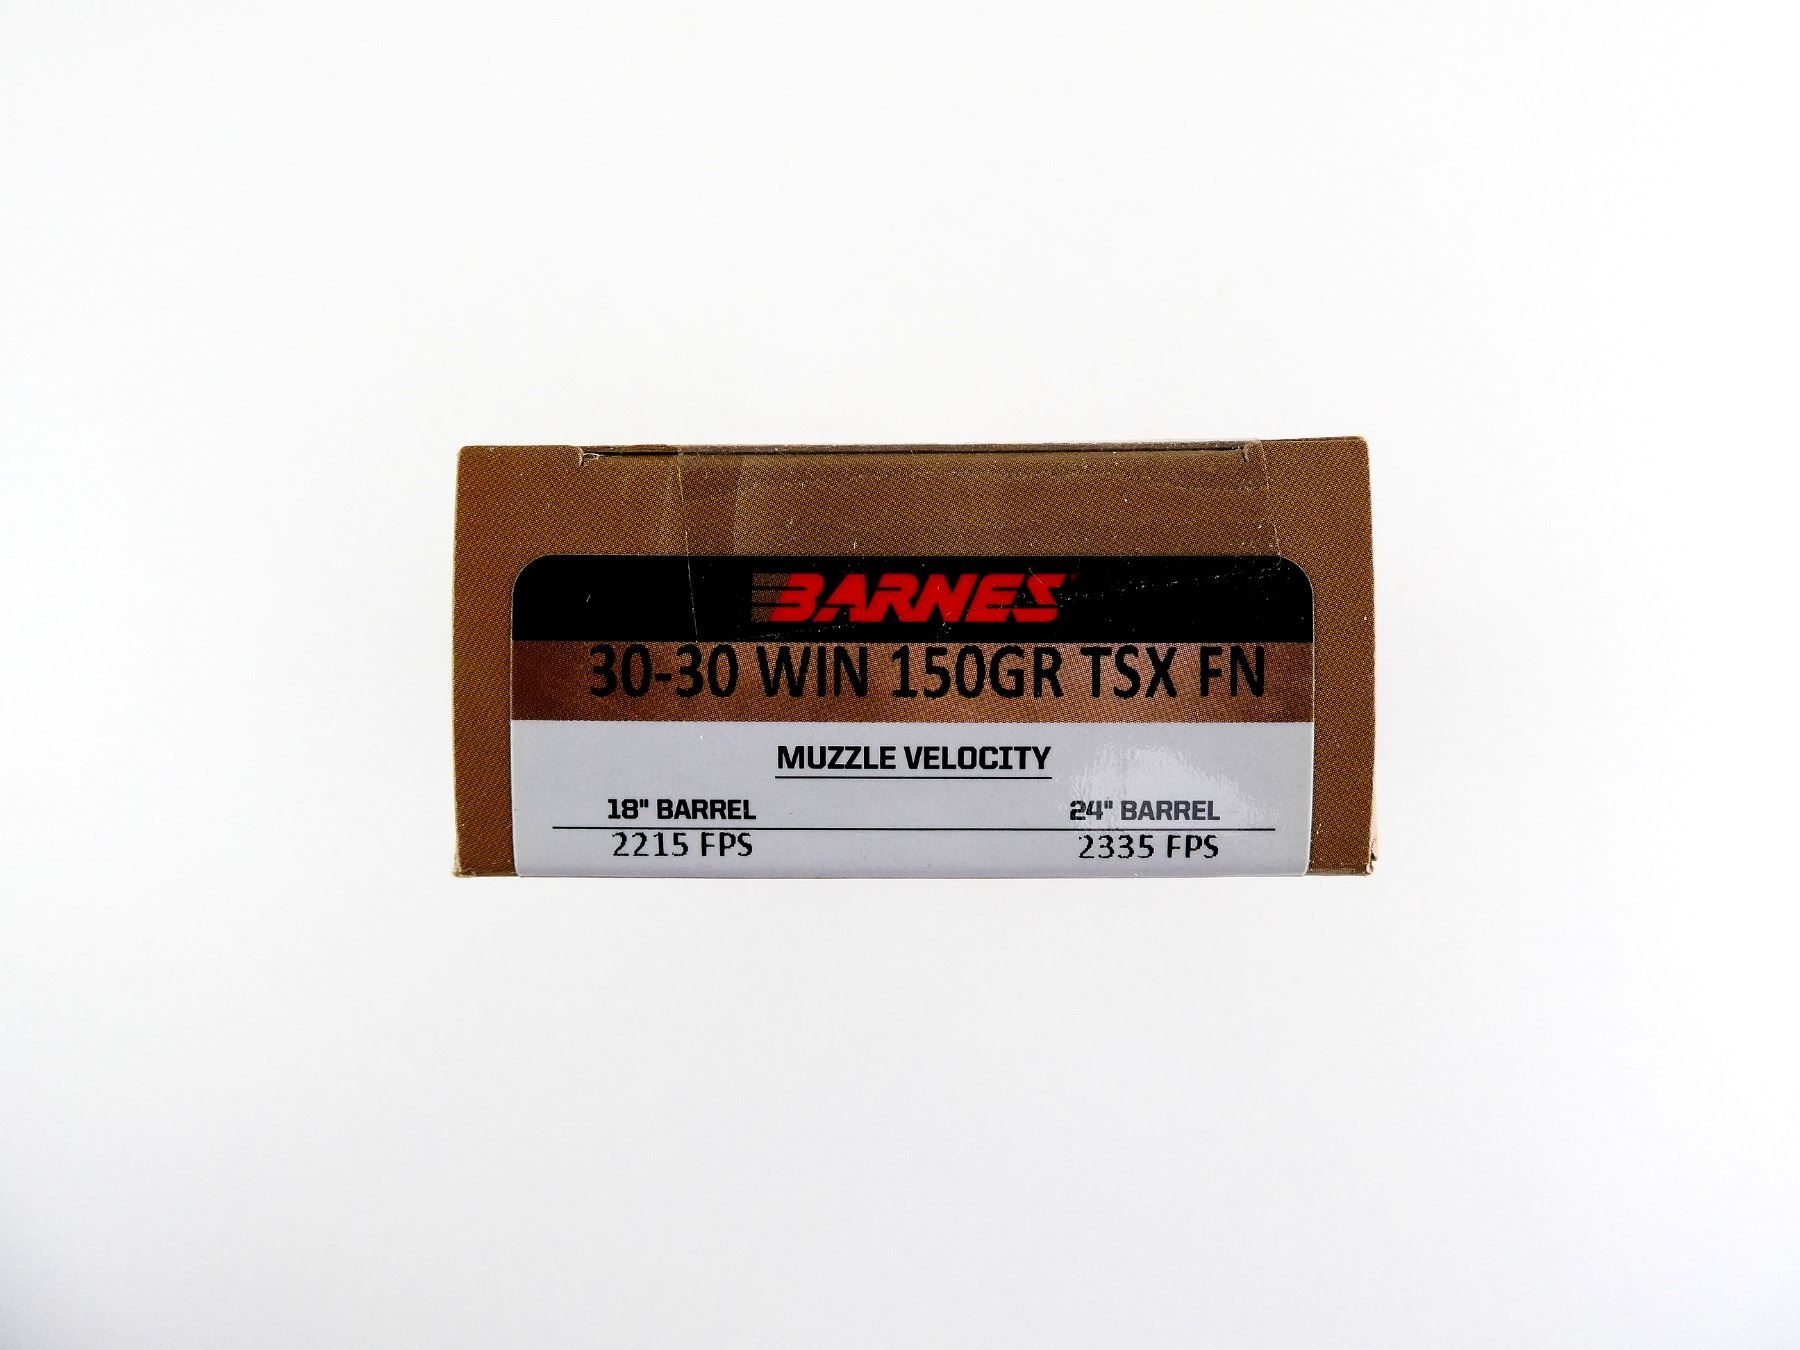 BARNES
30-30 WIN 150GR TSX FN
MUZZLE VELOCITY
18" BARREL 24" BARREL
2215 FPS 2335 FPS